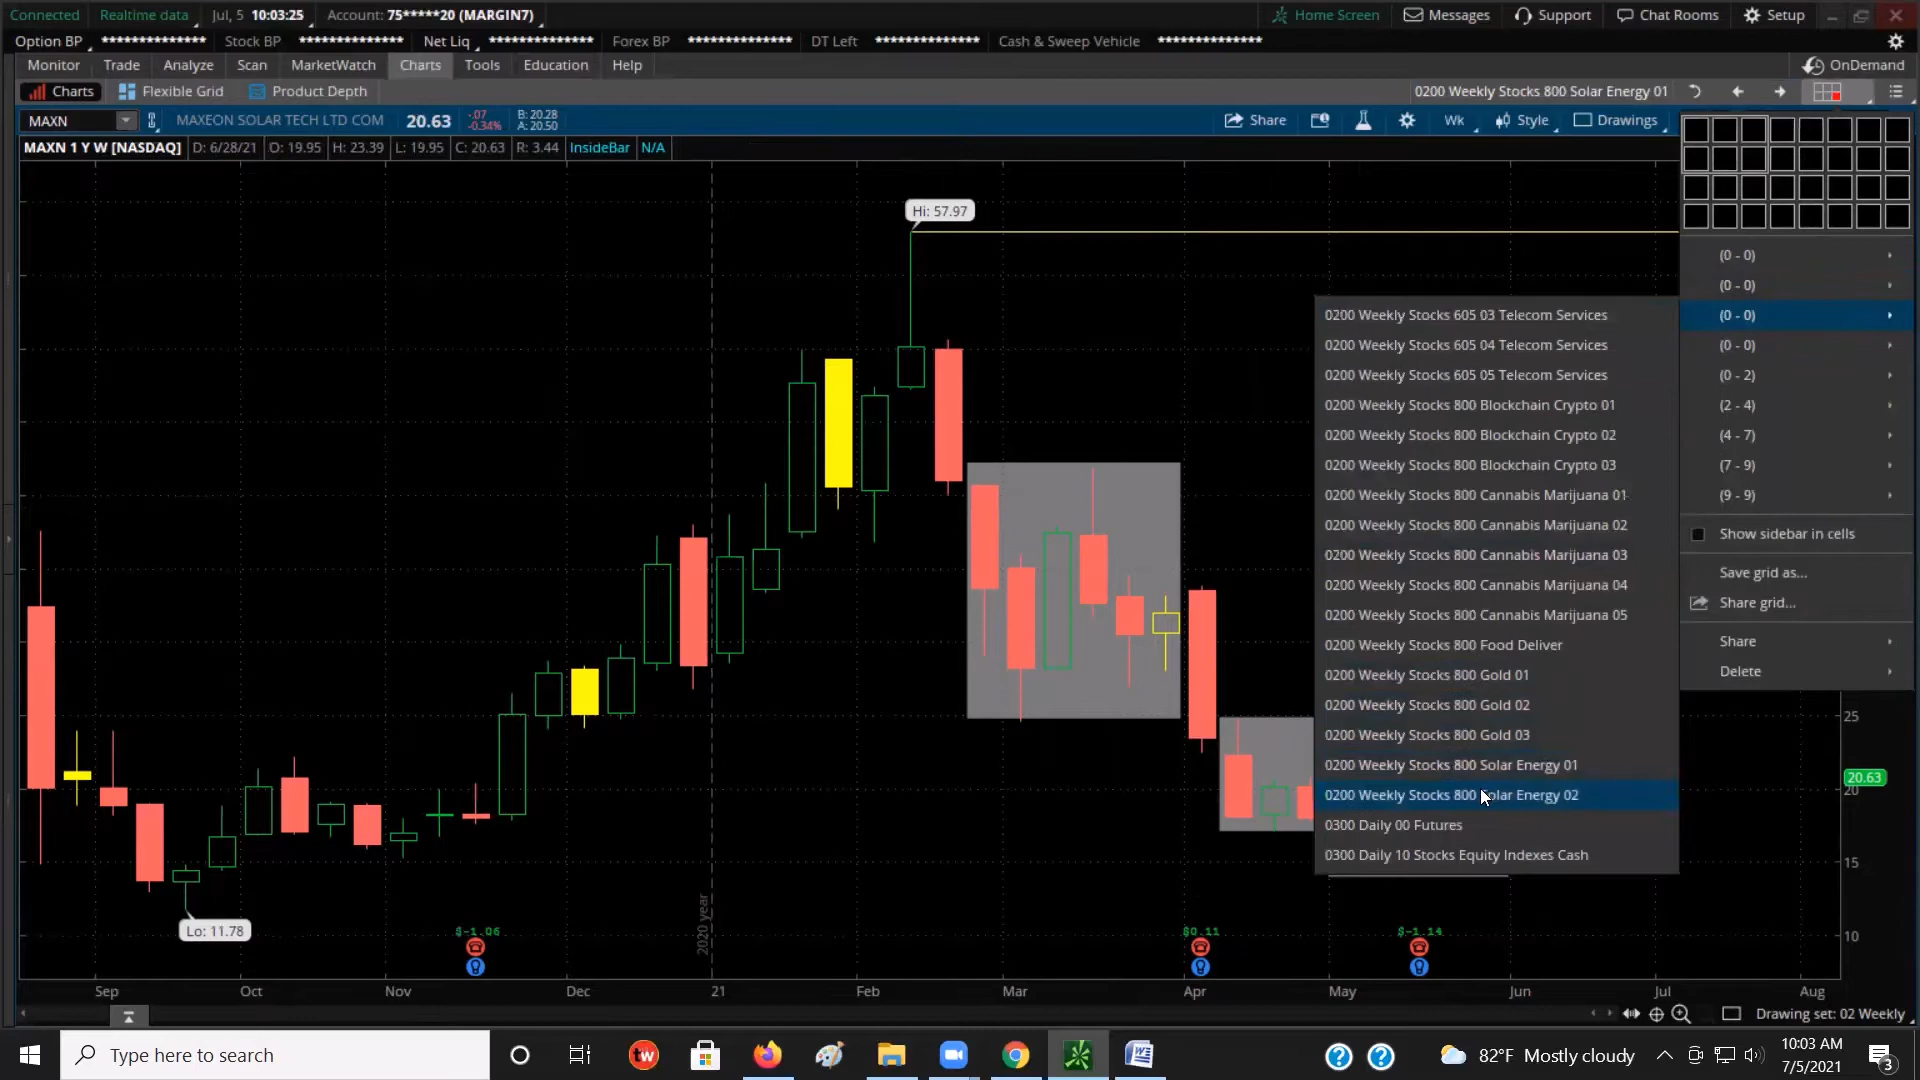 Connected Realtime data Jul, 5 10:03:25 Account: 75*****20 (MARGIN7) Home Screen Messages Support Chat Rooms Setup
Option BP ************** Stock BP ************** Net Liq ************** Forex BP ************** DT Left ************** Cash & Sweep Vehicle **************
Monitor Trade Analyze Scan MarketWatch Charts Tools Education Help OnDemand
Charts Flexible Grid Product Depth 0200 Weekly Stocks 800 Solar Energy 01
MAXN MAXEON SOLAR TECH LTD COM 20.63 -.07 -0.34% B: 20.28 A: 20.50 Share Wk Style Drawings
MAXN 1 Y W [NASDAQ] D: 6/28/21 O: 19.95 H: 23.39 L: 19.95 C: 20.63 R: 3.44 InsideBar N/A
Hi: 57.97
(0 - 0)
(0 - 0)
(0 - 0)
(0 - 0)
(0 - 2)
(2 - 4)
(4 - 7)
(7 - 9)
(9 - 9)
Show sidebar in cells
Save grid as...
Share grid...
Share
Delete
0200 Weekly Stocks 605 03 Telecom Services
0200 Weekly Stocks 605 04 Telecom Services
0200 Weekly Stocks 605 05 Telecom Services
0200 Weekly Stocks 800 Blockchain Crypto 01
0200 Weekly Stocks 800 Blockchain Crypto 02
0200 Weekly Stocks 800 Blockchain Crypto 03
0200 Weekly Stocks 800 Cannabis Marijuana 01
0200 Weekly Stocks 800 Cannabis Marijuana 02
0200 Weekly Stocks 800 Cannabis Marijuana 03
0200 Weekly Stocks 800 Cannabis Marijuana 04
0200 Weekly Stocks 800 Cannabis Marijuana 05
0200 Weekly Stocks 800 Food Deliver
0200 Weekly Stocks 800 Gold 01
0200 Weekly Stocks 800 Gold 02
0200 Weekly Stocks 800 Gold 03
0200 Weekly Stocks 800 Solar Energy 01
0200 Weekly Stocks 800 Solar Energy 02
0300 Daily 00 Futures
0300 Daily 10 Stocks Equity Indexes Cash
25
20.63
20
15
10
Lo: 11.78
2020 year
$-1.06 $0.11 $-1.14
Sep Oct Nov Dec 21 Feb Mar Apr May Jun Jul Aug
Drawing set: 02 Weekly
Type here to search tw W 82°F Mostly cloudy 10:03 AM
7/5/2021 3